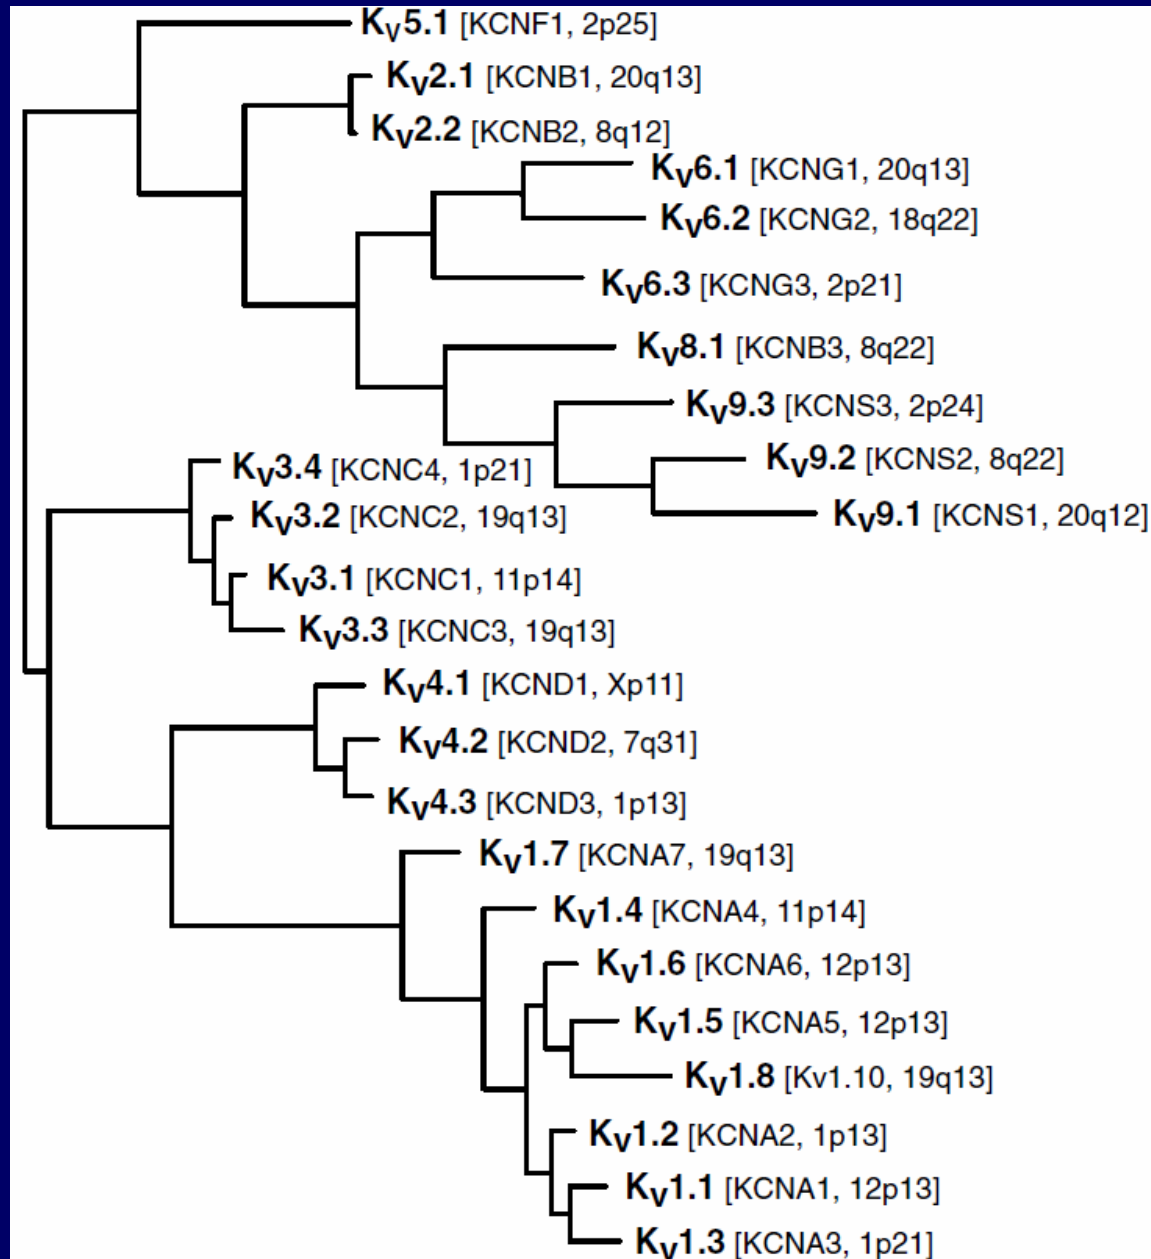 Kv5.1 [KCNF1, 2p25]
Kv2.1 [KCNB1, 20q13]
Kv2.2 [KCNB2, 8q12]
Kv6.1 [KCNG1, 20q13]
Kv6.2 [KCNG2, 18q22]
Kv6.3 [KCNG3, 2p21]
Kv8.1 [KCNB3, 8q22]
Kv9.3 [KCNS3, 2p24]
Kv9.2 [KCNS2, 8q22]
Kv3.4 [KCNC4, 1p21]
Kv9.1 [KCNS1, 20q12]
Kv3.2 [KCNC2, 19q13]
Kv3.1 [KCNC1, 11p14]
Kv3.3 [KCNC3, 19q13]
Kv4.1 [KCND1, Xp11]
Kv4.2 [KCND2, 7q31]
Kv4.3 [KCND3, 1p13]
Kv1.7 [KCNA7, 19q13]
Kv1.4 [KCNA4, 11p14]
Kv1.6 [KCNA6, 12p13]
Kv1.5 [KCNA5, 12p13]
Kv1.8 [Kv1.10, 19q13]
Kv1.2 [KCNA2, 1p13]
Kv1.1 [KCNA1, 12p13]
Kv1.3 [KCNA3, 1p21]